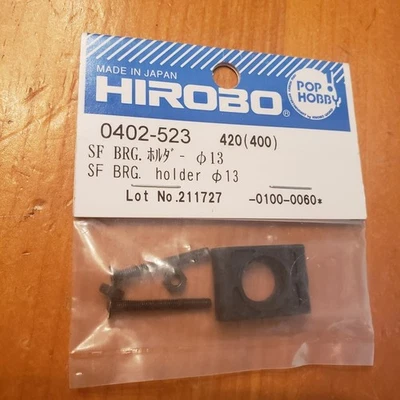 MADE IN JAPAN
HIROBO®
POP!
HOBBY
0402-523 420(400)
SF BRG.ﾎﾙﾀﾞｰ φ13
SF BRG. holder φ13
Lot No.211727 -0100-0060*